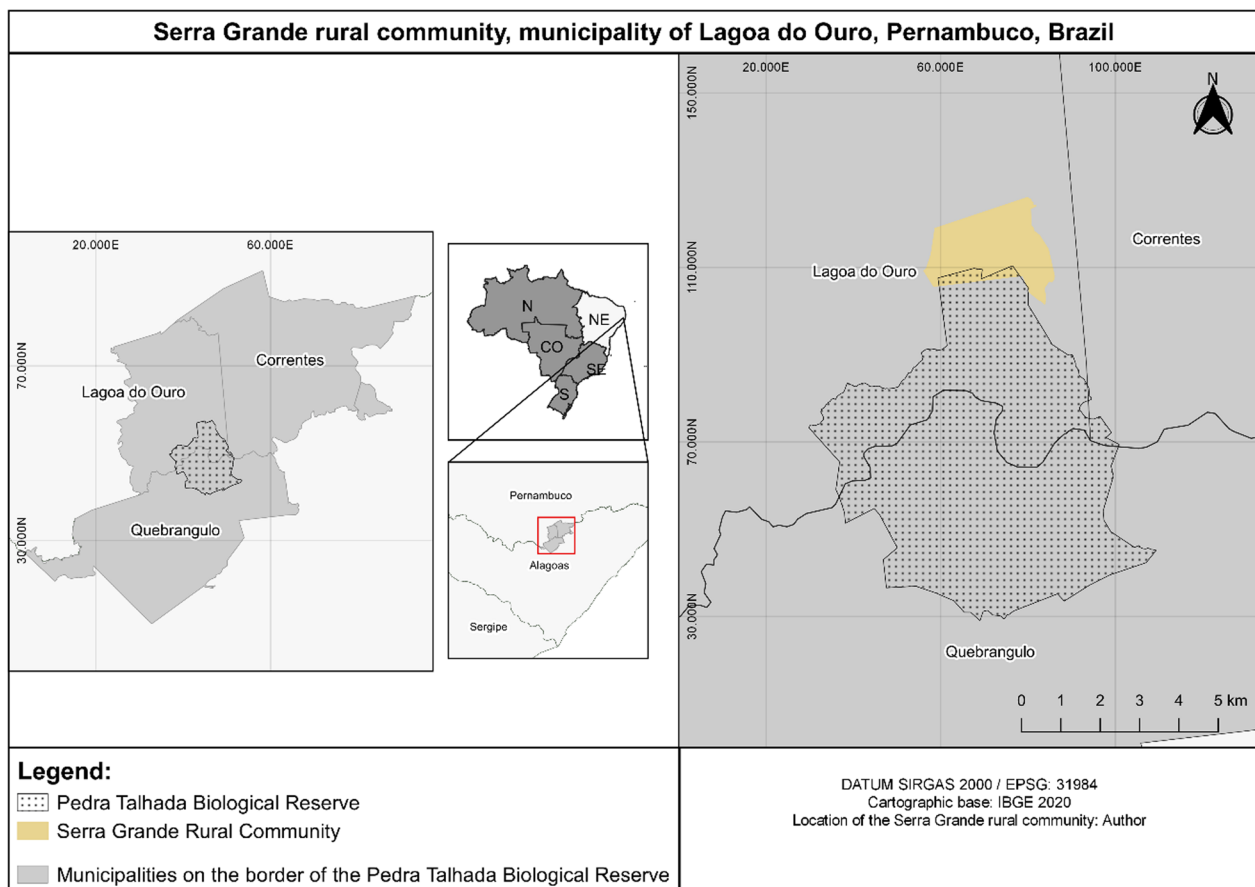 Serra Grande rural community, municipality of Lagoa do Ouro, Pernambuco, Brazil
20.000E
60.000E
70.000N
30.000N
Correntes
Lagoa do Ouro
Quebrangulo
N
NE
CO
SE
S
Pernambuco
Alagoas
Sergipe
20.000E
60.000E
100.000E
150.000N
110.000N
70.000N
30.000N
N
Correntes
Lagoa do Ouro
Quebrangulo
0 1 2 3 4 5 km
Legend:
Pedra Talhada Biological Reserve
Serra Grande Rural Community
Municipalities on the border of the Pedra Talhada Biological Reserve
DATUM SIRGAS 2000 / EPSG: 31984
Cartographic base: IBGE 2020
Location of the Serra Grande rural community: Author